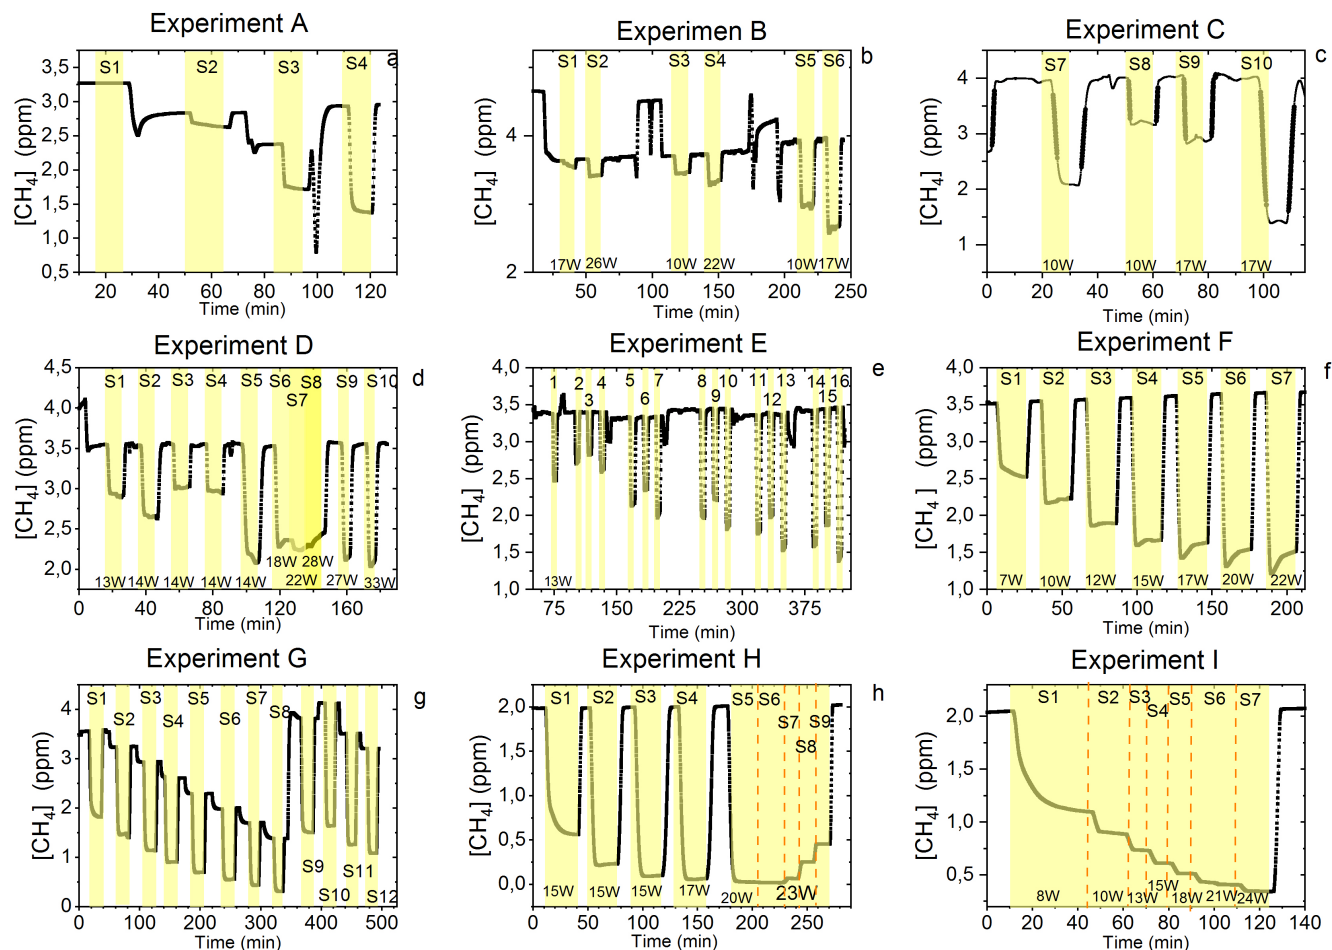 Experiment A
S1 S2 S3 S4 a
3,5
3,0
2,5
2,0
1,5
1,0
0,5
[CH4] (ppm)
20 40 60 80 100 120
Time (min)
Experimen B
S1 S2 S3 S4 S5 S6 b
4
2
[CH4] (ppm)
17W 26W 10W 22W 10W 17W
50 100 150 200 250
Time (min)
Experiment C
S7 S8 S9 S10 c
4
3
2
1
[CH4] (ppm)
10W 10W 17W 17W
0 20 40 60 80 100
Time (min)
Experiment D
S1 S2 S3 S4 S5 S6 S8 S9 S10 d
S7
4,5
4,0
3,5
3,0
2,5
2,0
[CH4] (ppm)
18W 28W
13W 14W 14W 14W 14W 22W 27W 33W
0 40 80 120 160
Time (min)
Experiment E
1 2 4 5 7 8 10 11 13 14 16 e
3 6 9 12 15
4,0
3,5
3,0
2,5
2,0
1,5
1,0
[CH4] (ppm)
13W
75 150 225 300 375
Time (min)
Experiment F
S1 S2 S3 S4 S5 S6 S7 f
4,0
3,5
3,0
2,5
2,0
1,5
1,0
[CH4 ] (ppm)
7W 10W 12W 15W 17W 20W 22W
0 50 100 150 200
Time (min)
Experiment G
S1 S3 S5 S7 g
S2 S4 S6 S8
4
3
2
1
0
[CH4] (ppm)
S9 S11
S10 S12
0 100 200 300 400 500
Time (min)
Experiment H
S1 S2 S3 S4 S5 S6 h
S7 S9
S8
2,0
1,5
1,0
0,5
0,0
[CH4] (ppm)
15W 15W 15W 17W 20W 23W
0 50 100 150 200 250
Time (min)
Experiment I
S1 S2 S3 S5 S6 S7 i
S4
2,0
1,5
1,0
0,5
[CH4] (ppm)
15W
8W 10W 13W 18W 21W 24W
0 20 40 60 80 100 120 140
Time (min)